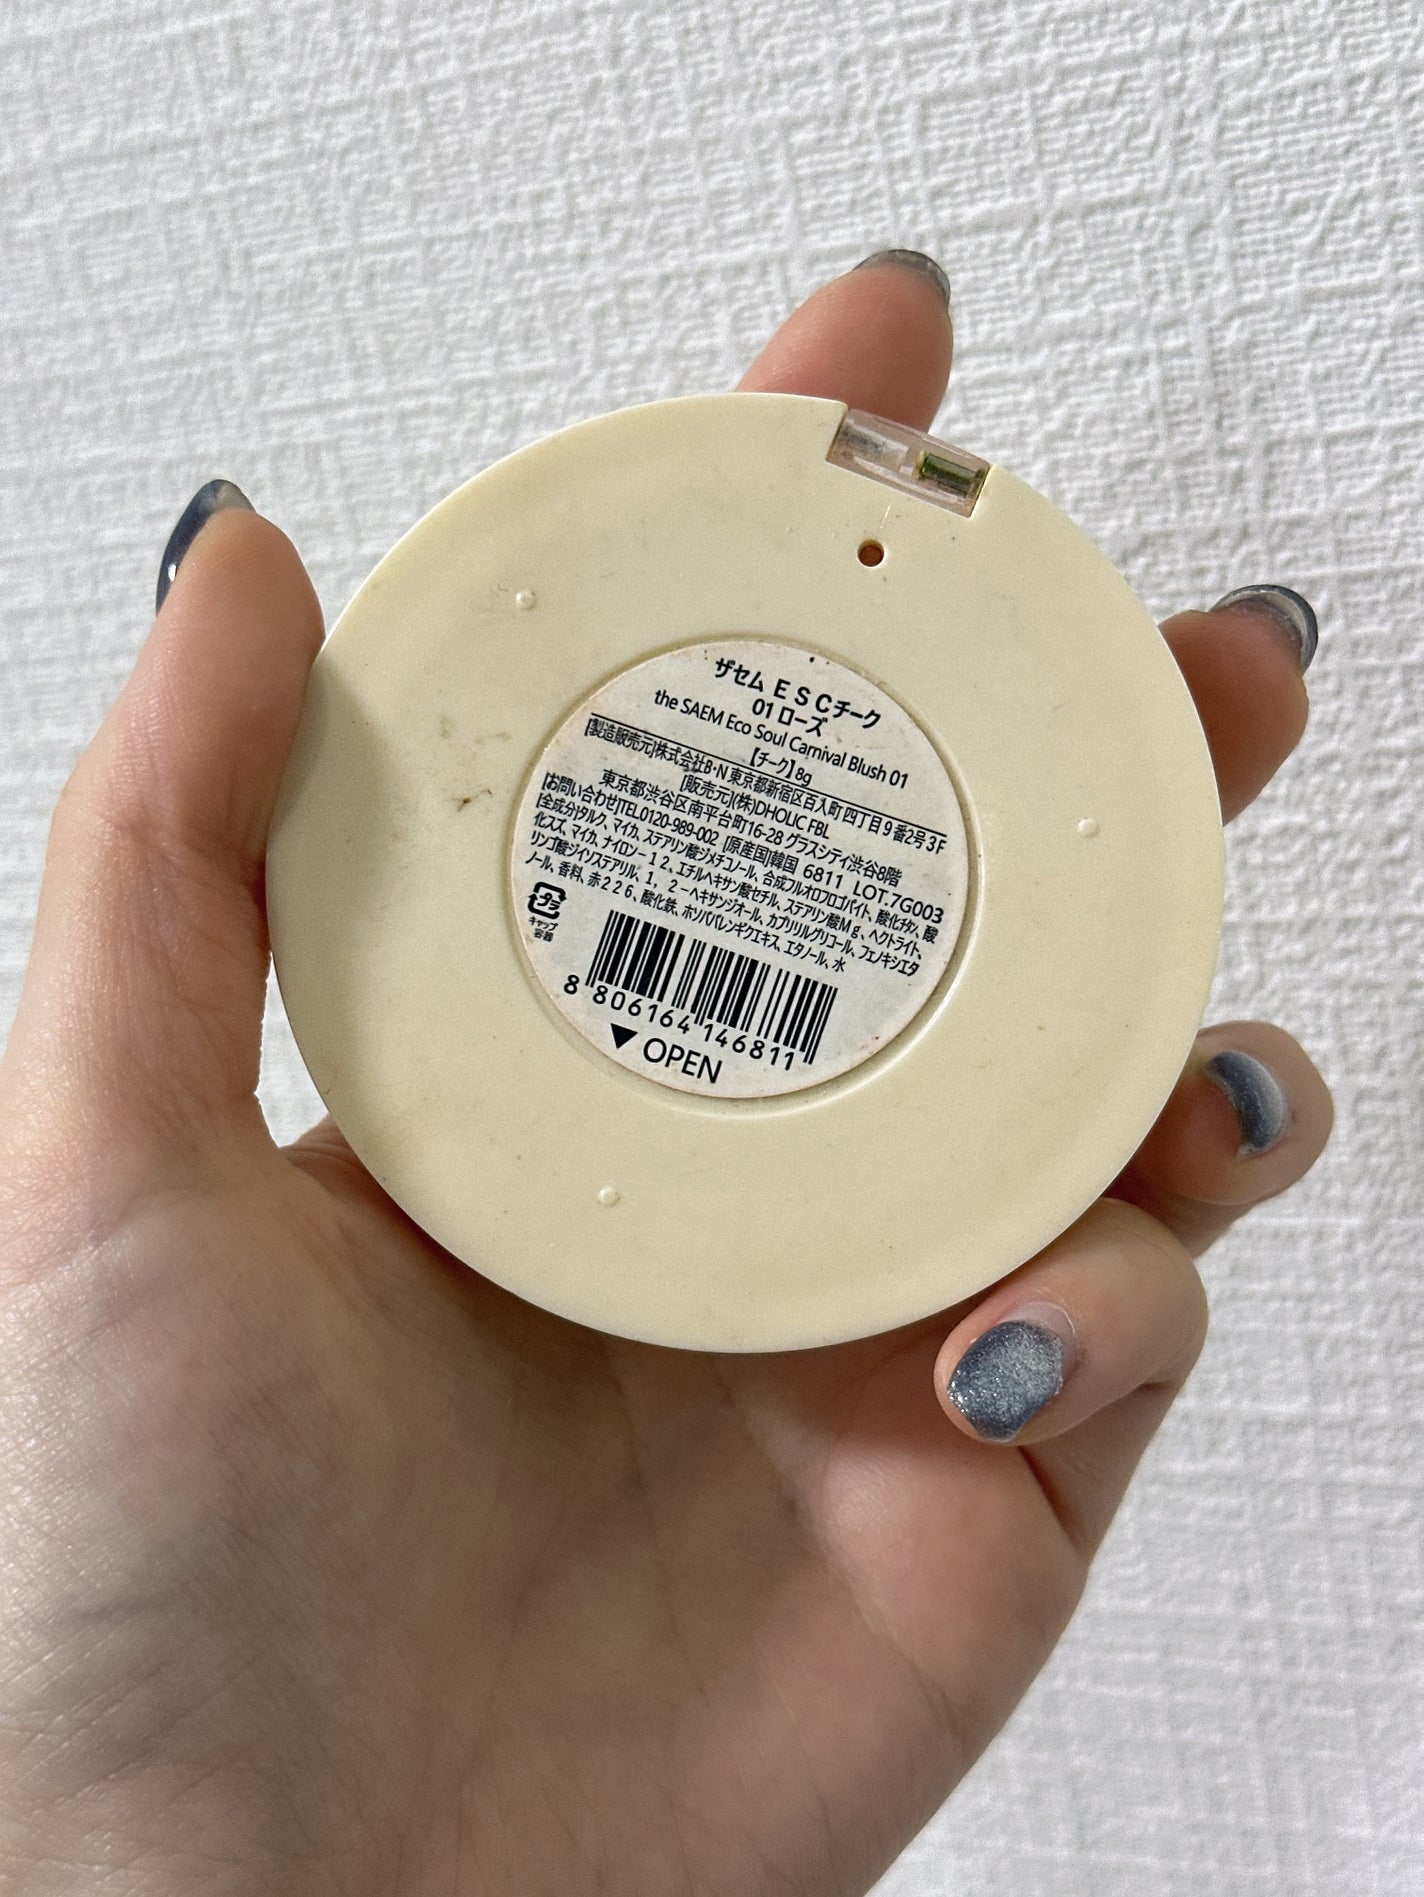 ザセム ESCチーク
01 ローズ
the SAEM Eco Soul Carnival Blush 01
【チーク】8g
[製造販売元]株式会社B・N 東京都新宿区百人町四丁目9番2号3F
[販売元](株)DHOLIC FBL
東京都渋谷区南平台町16-28 グラスシティ渋谷8階
[お問い合わせ]TEL0120-989-002 [原産国]韓国 6811 LOT.7G003
[全成分]タルク、マイカ、ステアリン酸ジメチコノール、合成フルオロフロゴパイト、酸化チタン、酸
化スズ、マイカ、ナイロン-12、エチルヘキサン酸セチル、ステアリン酸Mg、ヘクトライト、
リンゴ酸ジイソステアリル、1,2-ヘキサンジオール、カプリリルグリコール、フェノキシエタ
ノール、香料、赤226、酸化鉄、ホソババレンギクエキス、エタノール、水
プラ
キャップ
容器
8 806164 146811
▼ OPEN